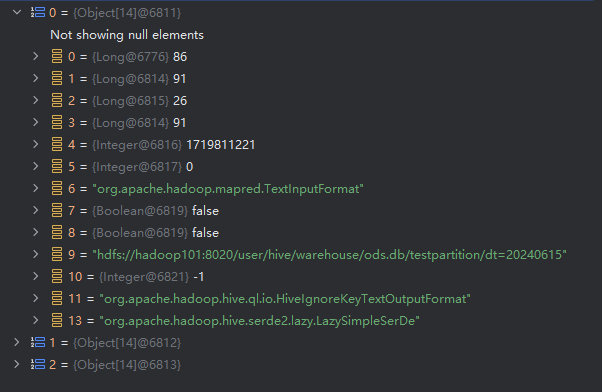 0 = {Object[14]@6811}
Not showing null elements
0 = {Long@6776} 86
1 = {Long@6814} 91
2 = {Long@6815} 26
3 = {Long@6814} 91
4 = {Integer@6816} 1719811221
5 = {Integer@6817} 0
6 = "org.apache.hadoop.mapred.TextInputFormat"
7 = {Boolean@6819} false
8 = {Boolean@6819} false
9 = "hdfs://hadoop101:8020/user/hive/warehouse/ods.db/testpartition/dt=20240615"
10 = {Integer@6821} -1
11 = "org.apache.hadoop.hive.ql.io.HiveIgnoreKeyTextOutputFormat"
13 = "org.apache.hadoop.hive.serde2.lazy.LazySimpleSerDe"
1 = {Object[14]@6812}
2 = {Object[14]@6813}